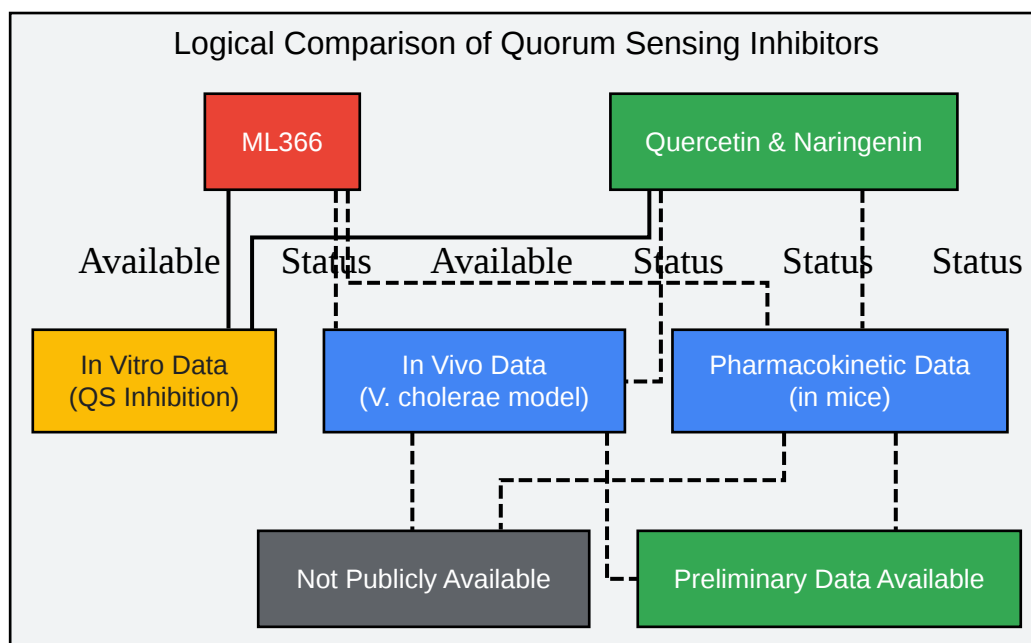 Logical Comparison of Quorum Sensing Inhibitors
ML366
Quercetin & Naringenin
Available
Status
Available
Status
Status
Status
In Vitro Data
(QS Inhibition)
In Vivo Data
(V. cholerae model)
Pharmacokinetic Data
(in mice)
Not Publicly Available
Preliminary Data Available